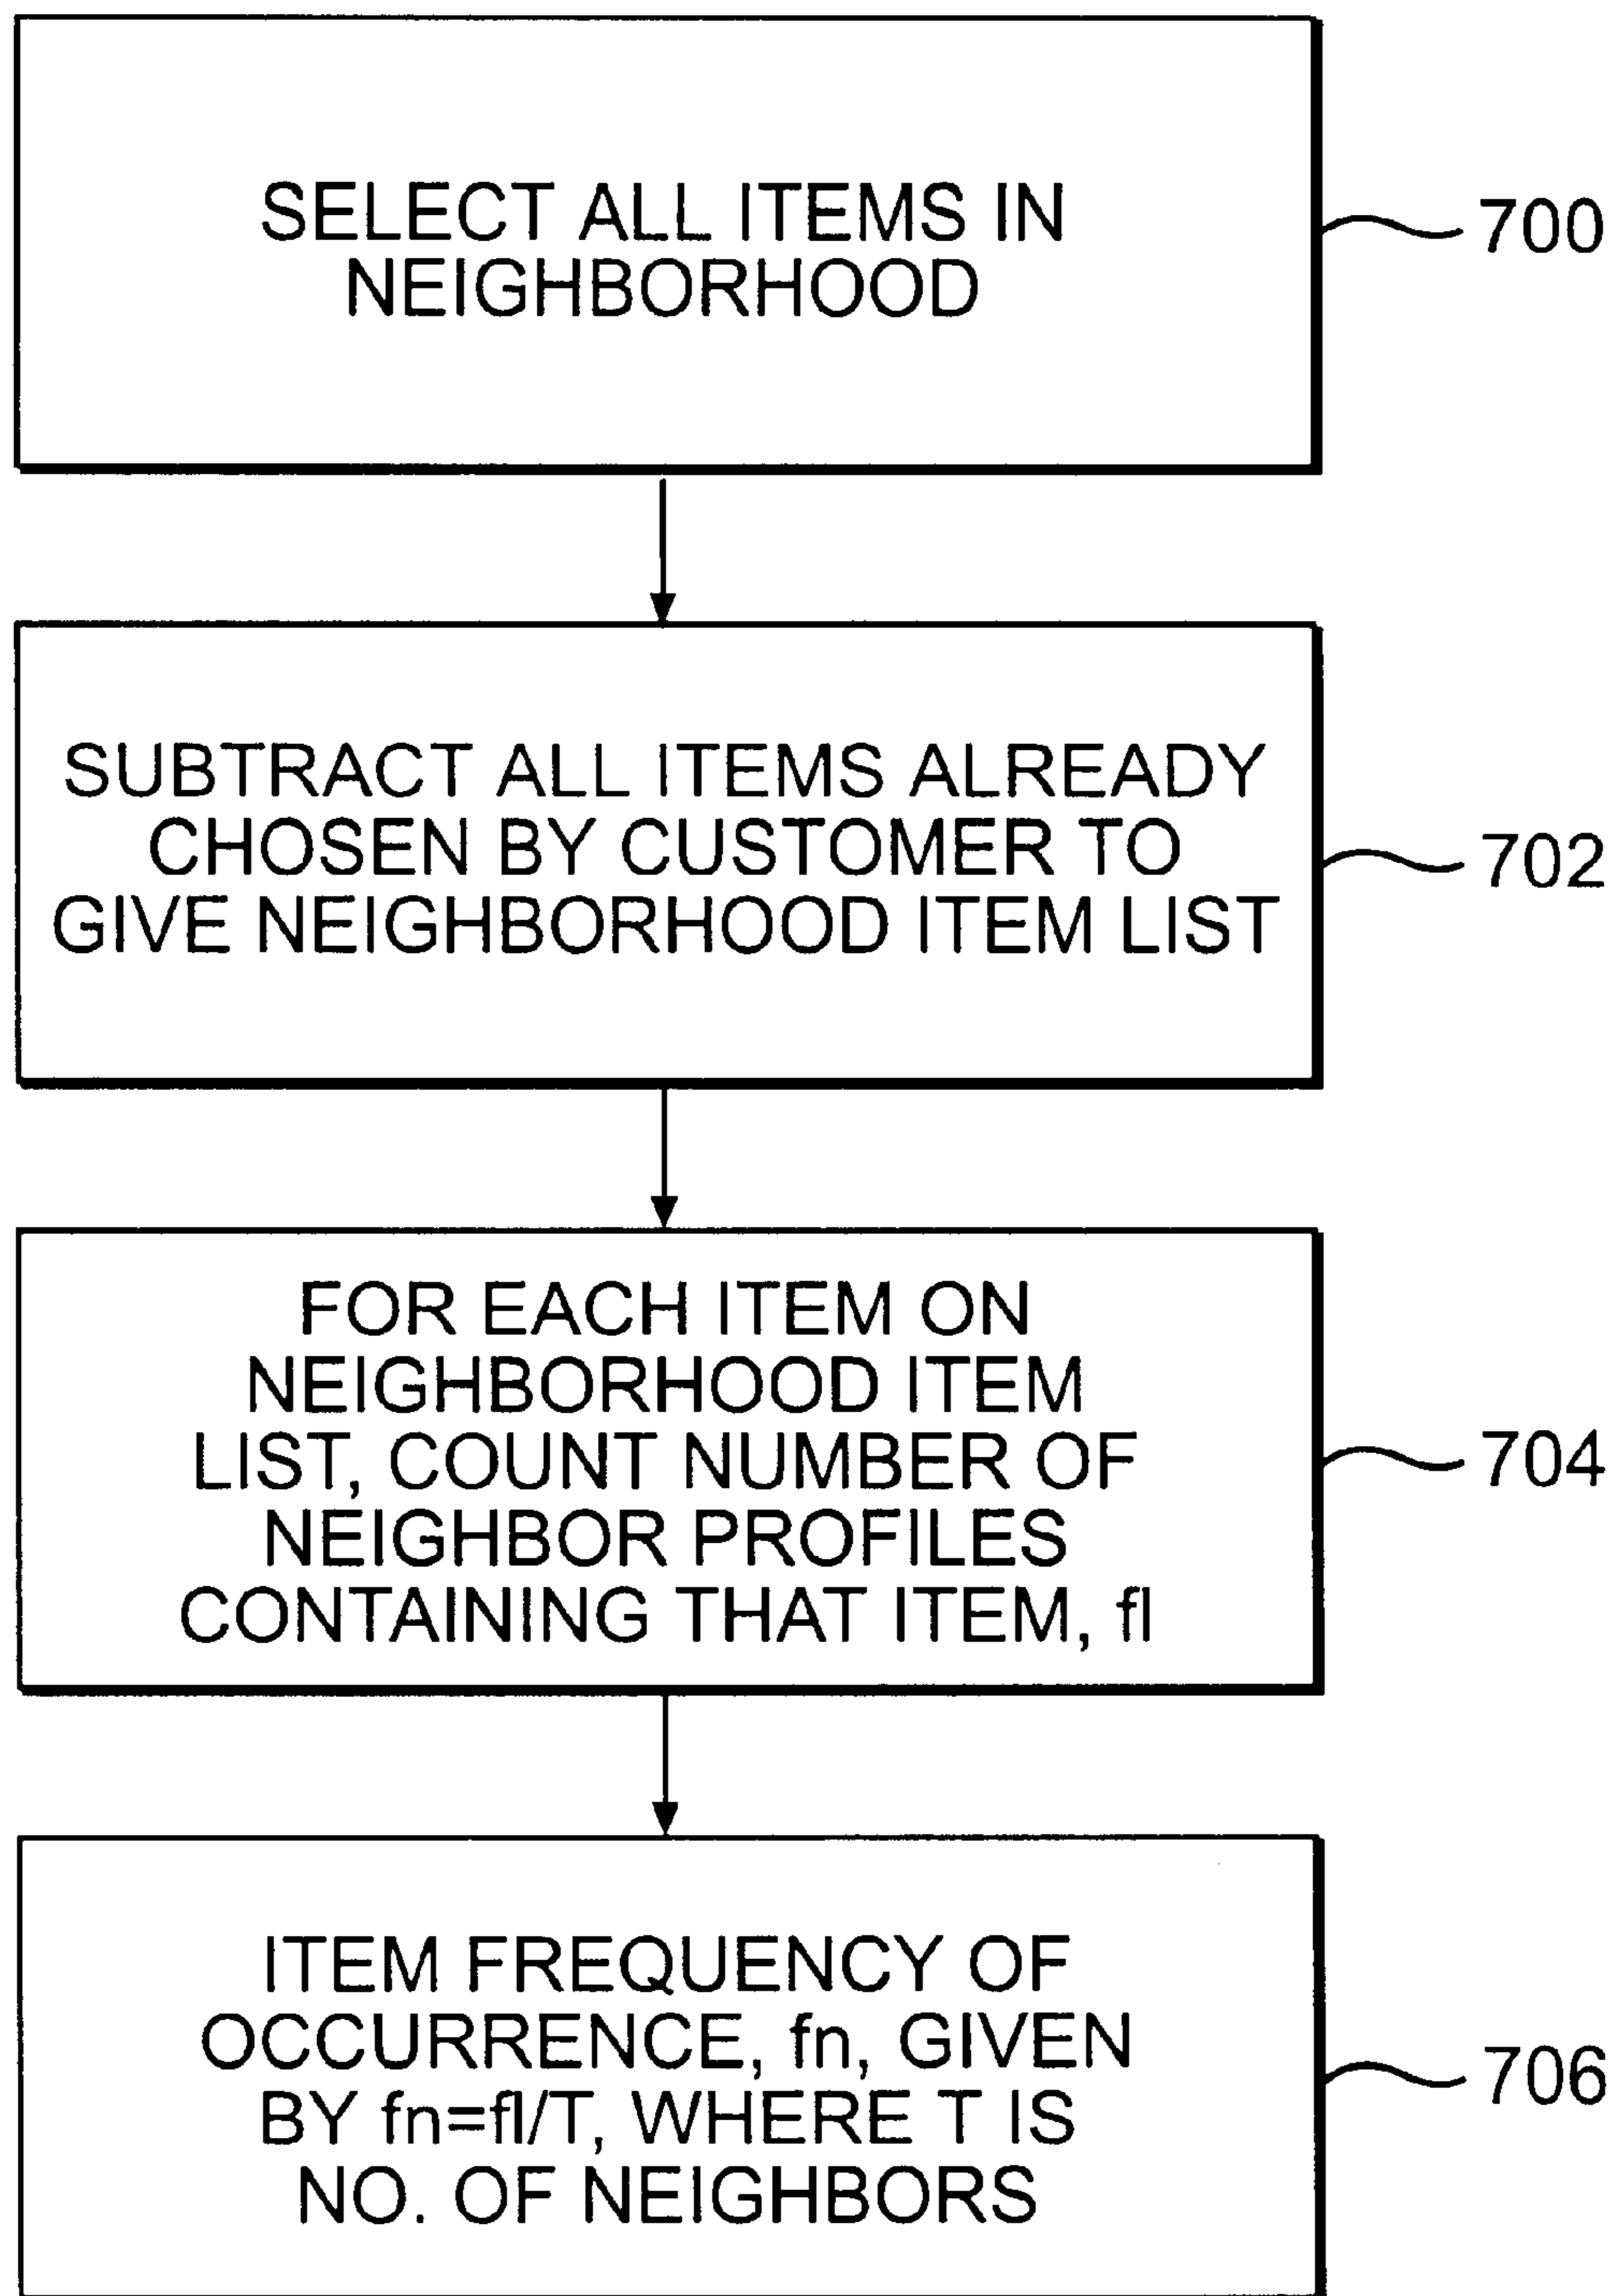 SELECT ALL ITEMS IN
NEIGHBORHOOD
700
SUBTRACT ALL ITEMS ALREADY
CHOSEN BY CUSTOMER TO
GIVE NEIGHBORHOOD ITEM LIST
702
FOR EACH ITEM ON
NEIGHBORHOOD ITEM
LIST, COUNT NUMBER OF
NEIGHBOR PROFILES
CONTAINING THAT ITEM, fl
704
ITEM FREQUENCY OF
OCCURRENCE, fn, GIVEN
BY fn=fl/T, WHERE T IS
NO. OF NEIGHBORS
706